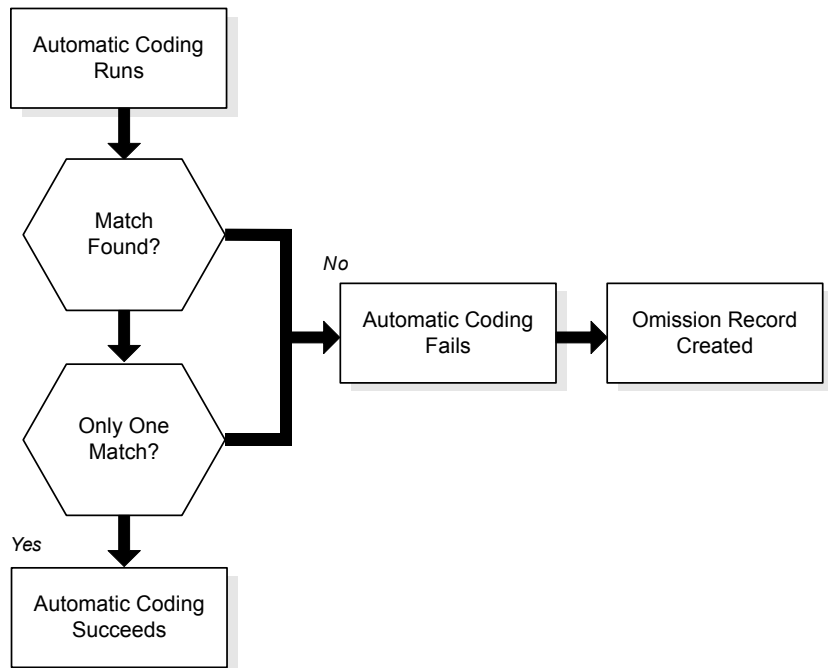 Automatic Coding
Runs
Match
Found?
No
Automatic Coding
Fails
Omission Record
Created
Only One
Match?
Yes
Automatic Coding
Succeeds